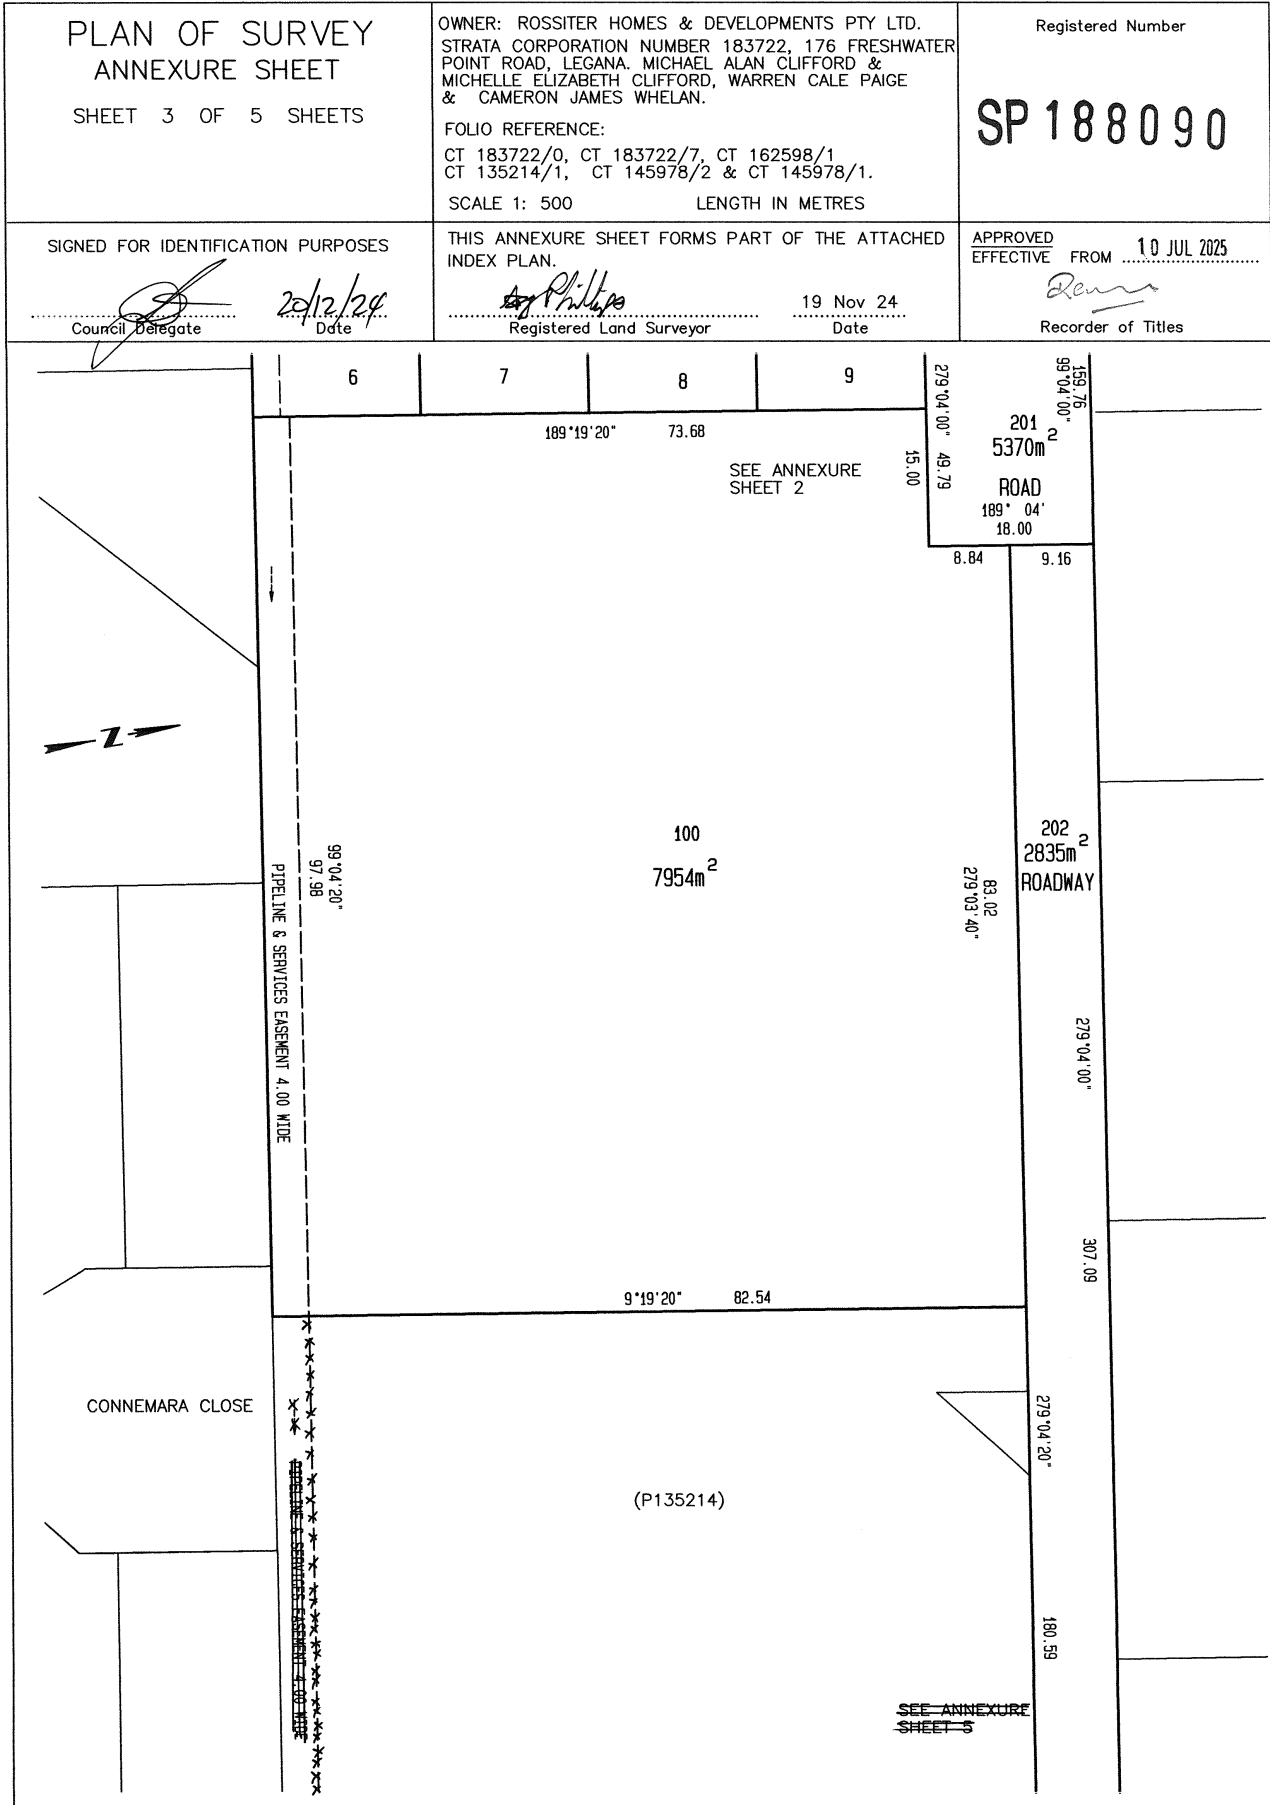 PLAN OF SURVEY
ANNEXURE SHEET
SHEET 3 OF 5 SHEETS
OWNER: ROSSITER HOMES & DEVELOPMENTS PTY LTD.
STRATA CORPORATION NUMBER 183722, 176 FRESHWATER
POINT ROAD, LEGANA. MICHAEL ALAN CLIFFORD &
MICHELLE ELIZABETH CLIFFORD, WARREN CALE PAIGE
& CAMERON JAMES WHELAN.
FOLIO REFERENCE:
CT 183722/0, CT 183722/7, CT 162598/1
CT 135214/1, CT 145978/2 & CT 145978/1.
SCALE 1: 500 LENGTH IN METRES
Registered Number
SP 188090
SIGNED FOR IDENTIFICATION PURPOSES
20/12/24
Council Delegate Date
THIS ANNEXURE SHEET FORMS PART OF THE ATTACHED
INDEX PLAN.
19 Nov 24
Registered Land Surveyor Date
APPROVED
EFFECTIVE FROM 10 JUL 2025
Recorder of Titles
6
7
8
9
189°19'20" 73.68
SEE ANNEXURE
SHEET 2
279°04'00" 49.79
15.00
159.76
99°04'00"
201
5370m²
ROAD
189° 04'
18.00
8.84
9.16
Z
99°04'20"
97.98
PIPELINE & SERVICES EASEMENT 4.00 WIDE
100
7954m²
83.02
279°03'40"
202
2835m²
ROADWAY
279°04'00"
307.09
9°19'20" 82.54
CONNEMARA CLOSE
PIPELINE & SERVICES EASEMENT 4.00 WIDE
(P135214)
279°04'20"
180.59
SEE ANNEXURE
SHEET 5